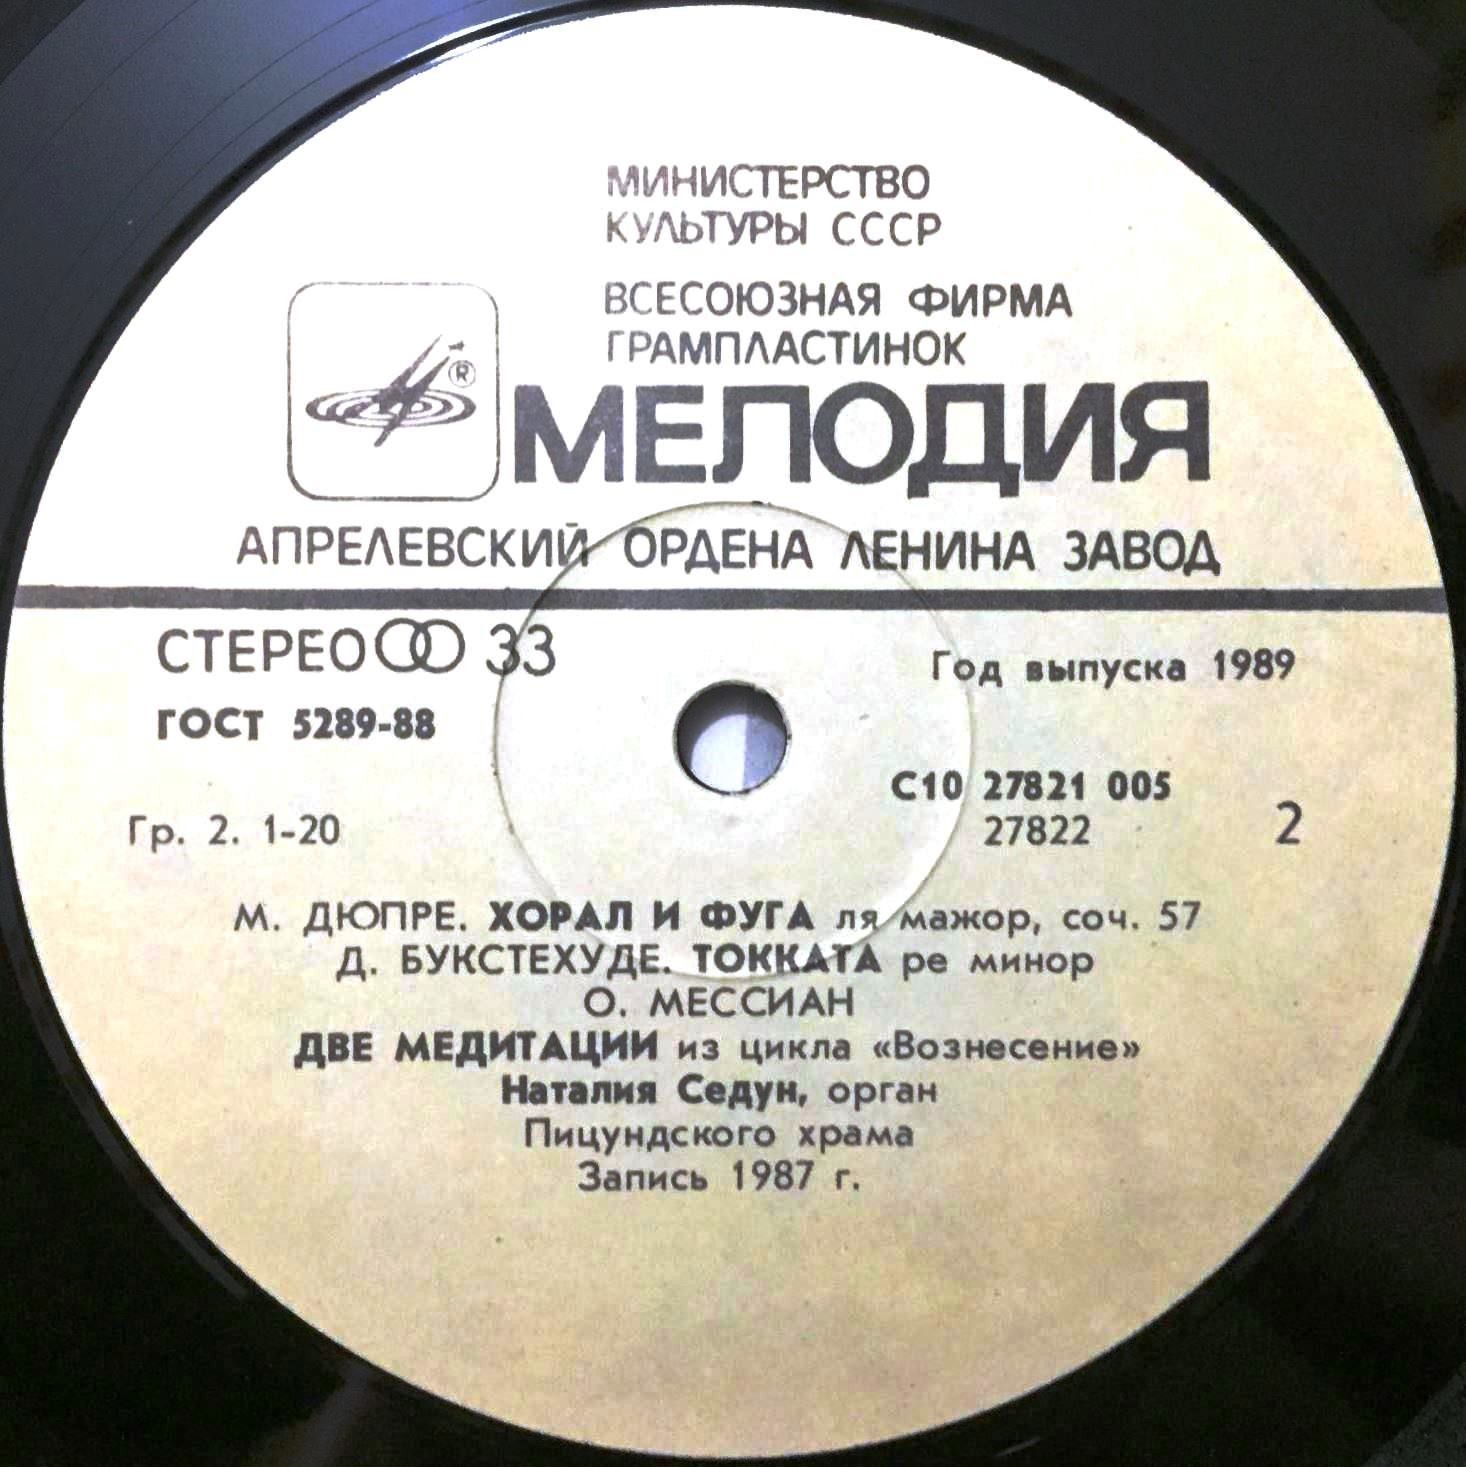 МИНИСТЕРСТВО
КУЛЬТУРЫ СССР
ВСЕСОЮЗНАЯ ФИРМА
ГРАМПЛАСТИНОК
®
МЕЛОДИЯ
АПРЕЛЕВСКИЙ ОРДЕНА ЛЕНИНА ЗАВОД
СТЕРЕО 33
Год выпуска 1989
ГОСТ 5289-88
С10 27821 005
Гр. 2. 1-20
27822
2
М. ДЮПРЕ. ХОРАЛ И ФУГА ля мажор, соч. 57
Д. БУКСТЕХУДЕ. ТОККАТА ре минор
О. МЕССИАН
ДВЕ МЕДИТАЦИИ из цикла «Вознесение»
Наталия Седун, орган
Пицундского храма
Запись 1987 г.